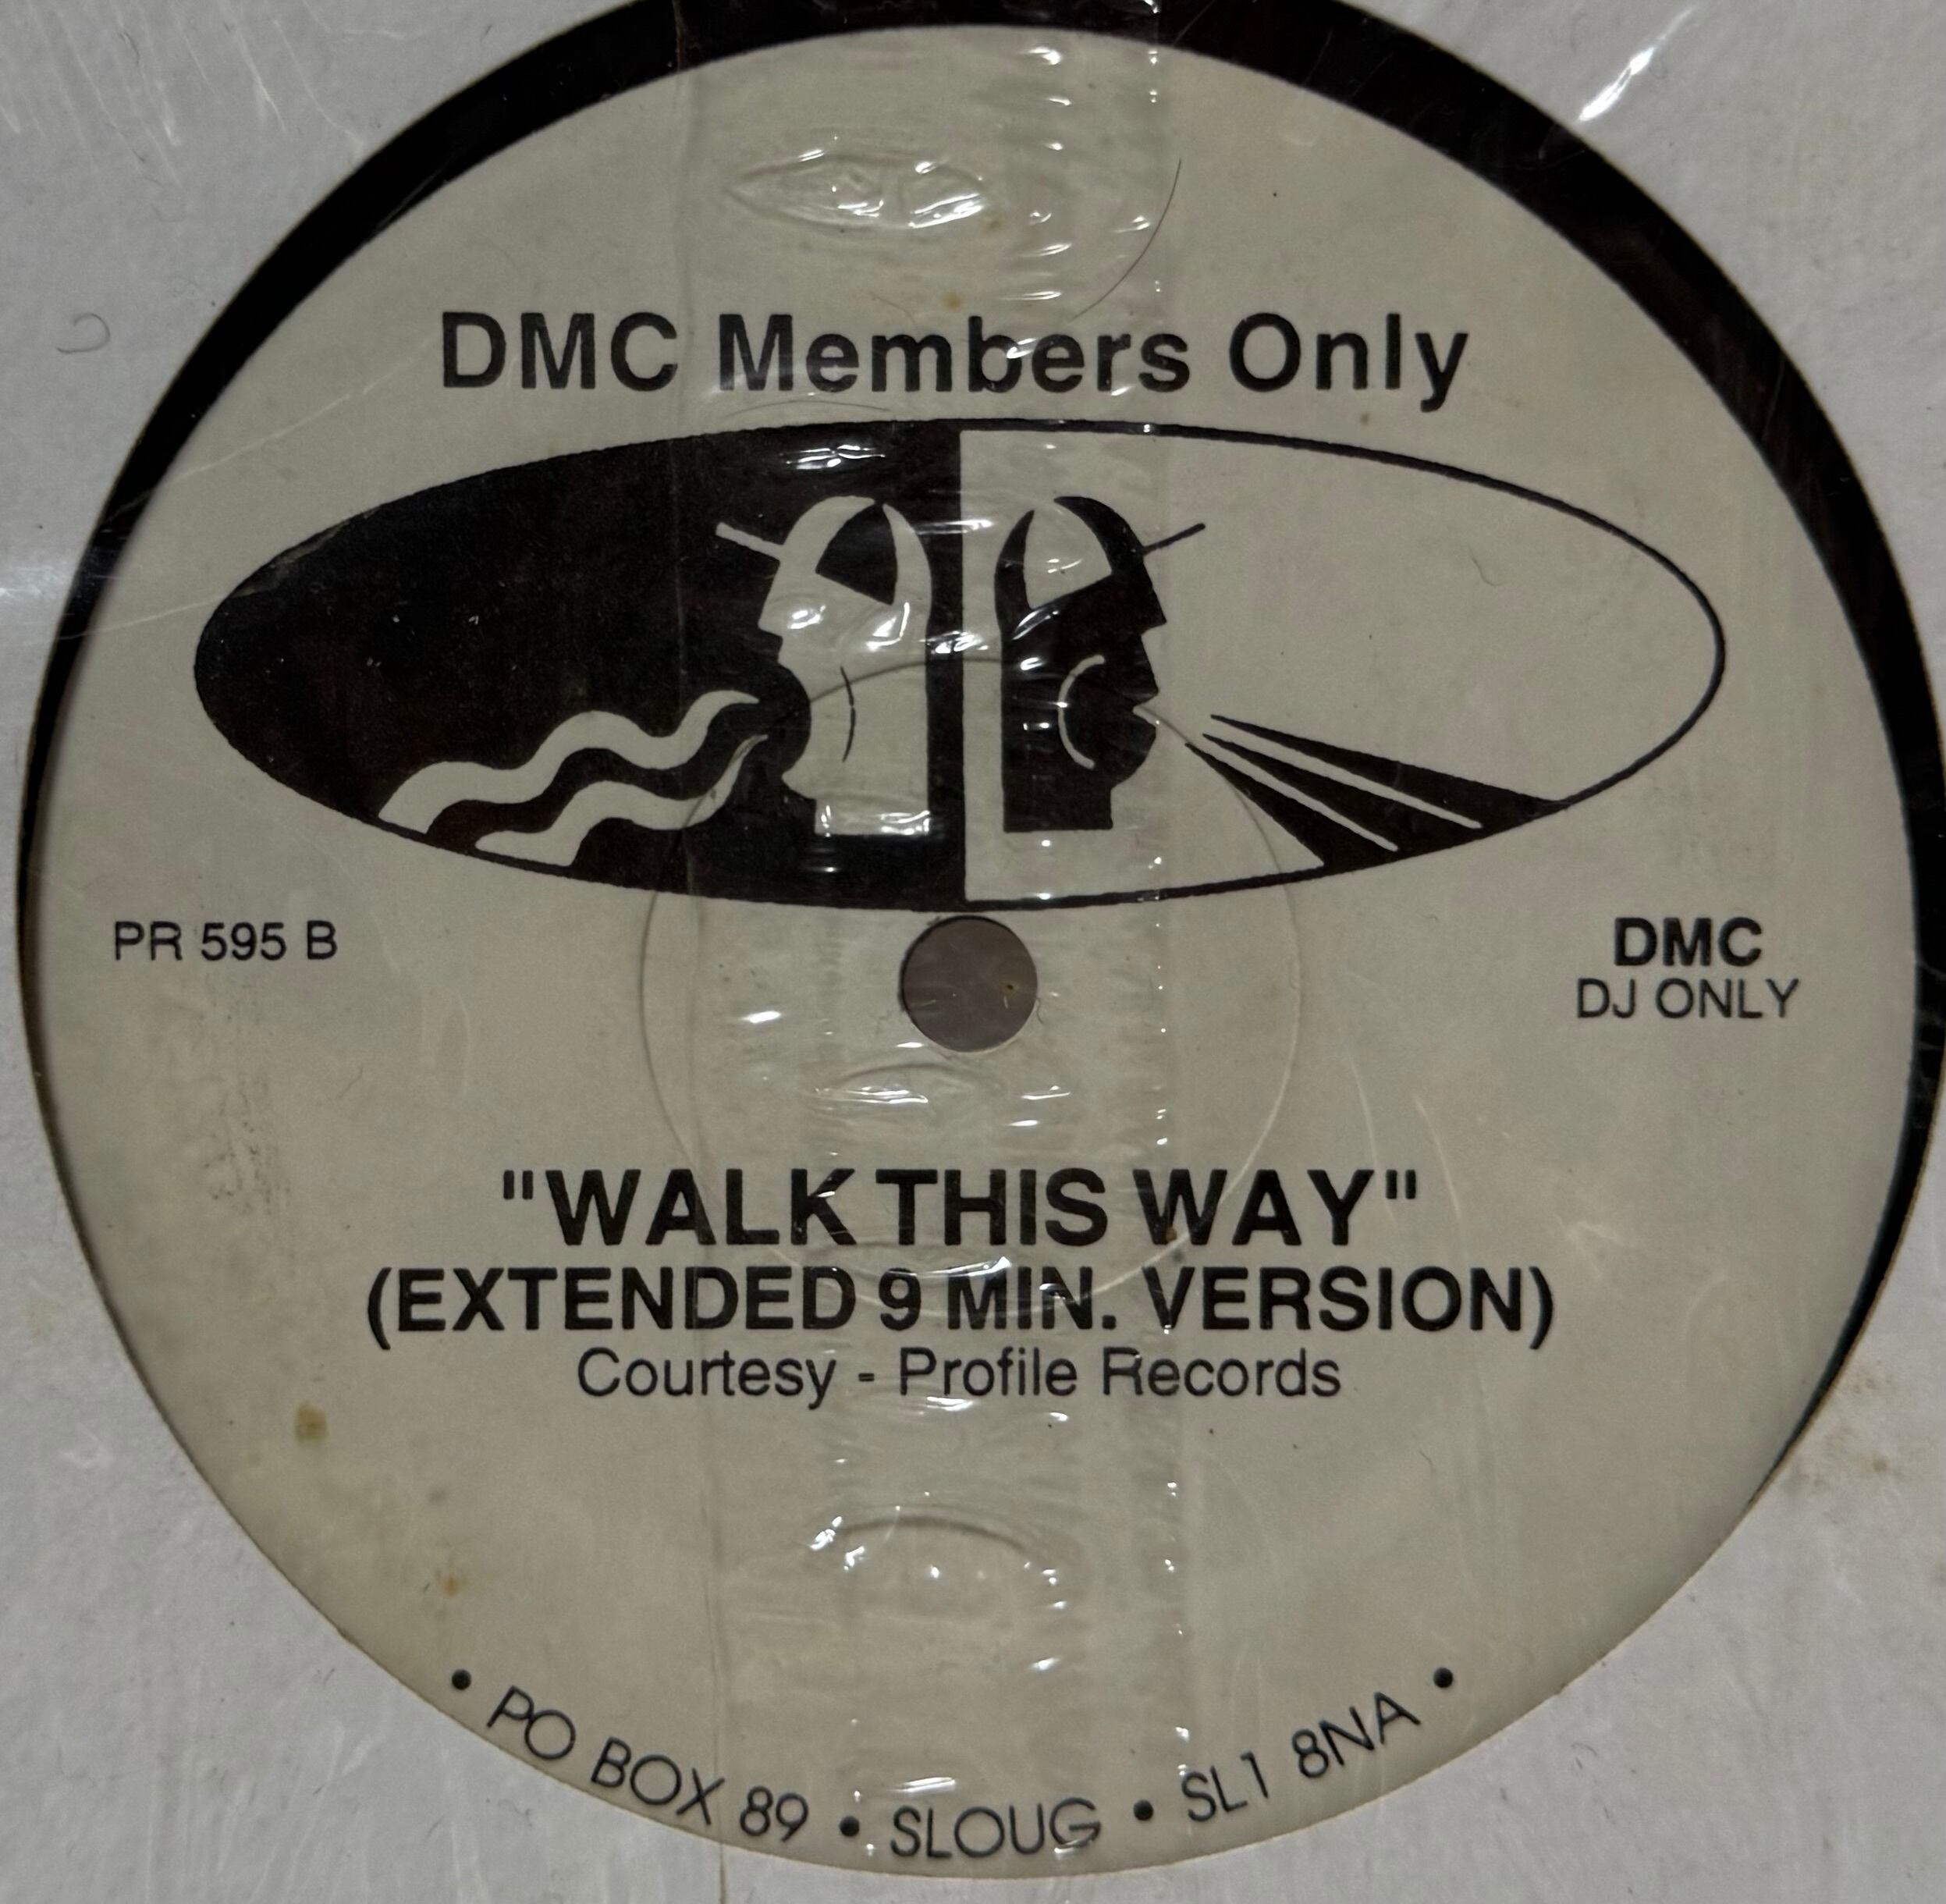 DMC Members Only
PR 595 B
DMC
DJ ONLY
"WALK THIS WAY"
(EXTENDED 9 MIN. VERSION)
Courtesy - Profile Records
• PO BOX 89 • SLOUG • SL1 8NA •